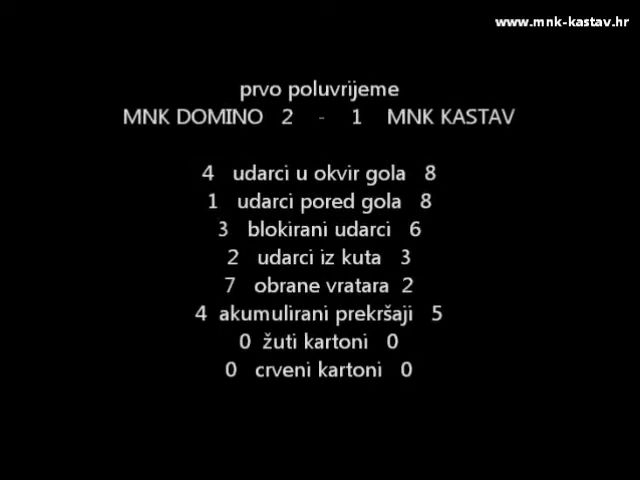 www.mnk-kastav.hr
prvo poluvrijeme
MNK DOMINO 2 - 1 MNK KASTAV
4 udarci u okvir gola 8
1 udarci pored gola 8
3 blokirani udarci 6
2 udarci iz kuta 3
7 obrane vratara 2
4 akumulirani prekršaji 5
0 žuti kartoni 0
0 crveni kartoni 0